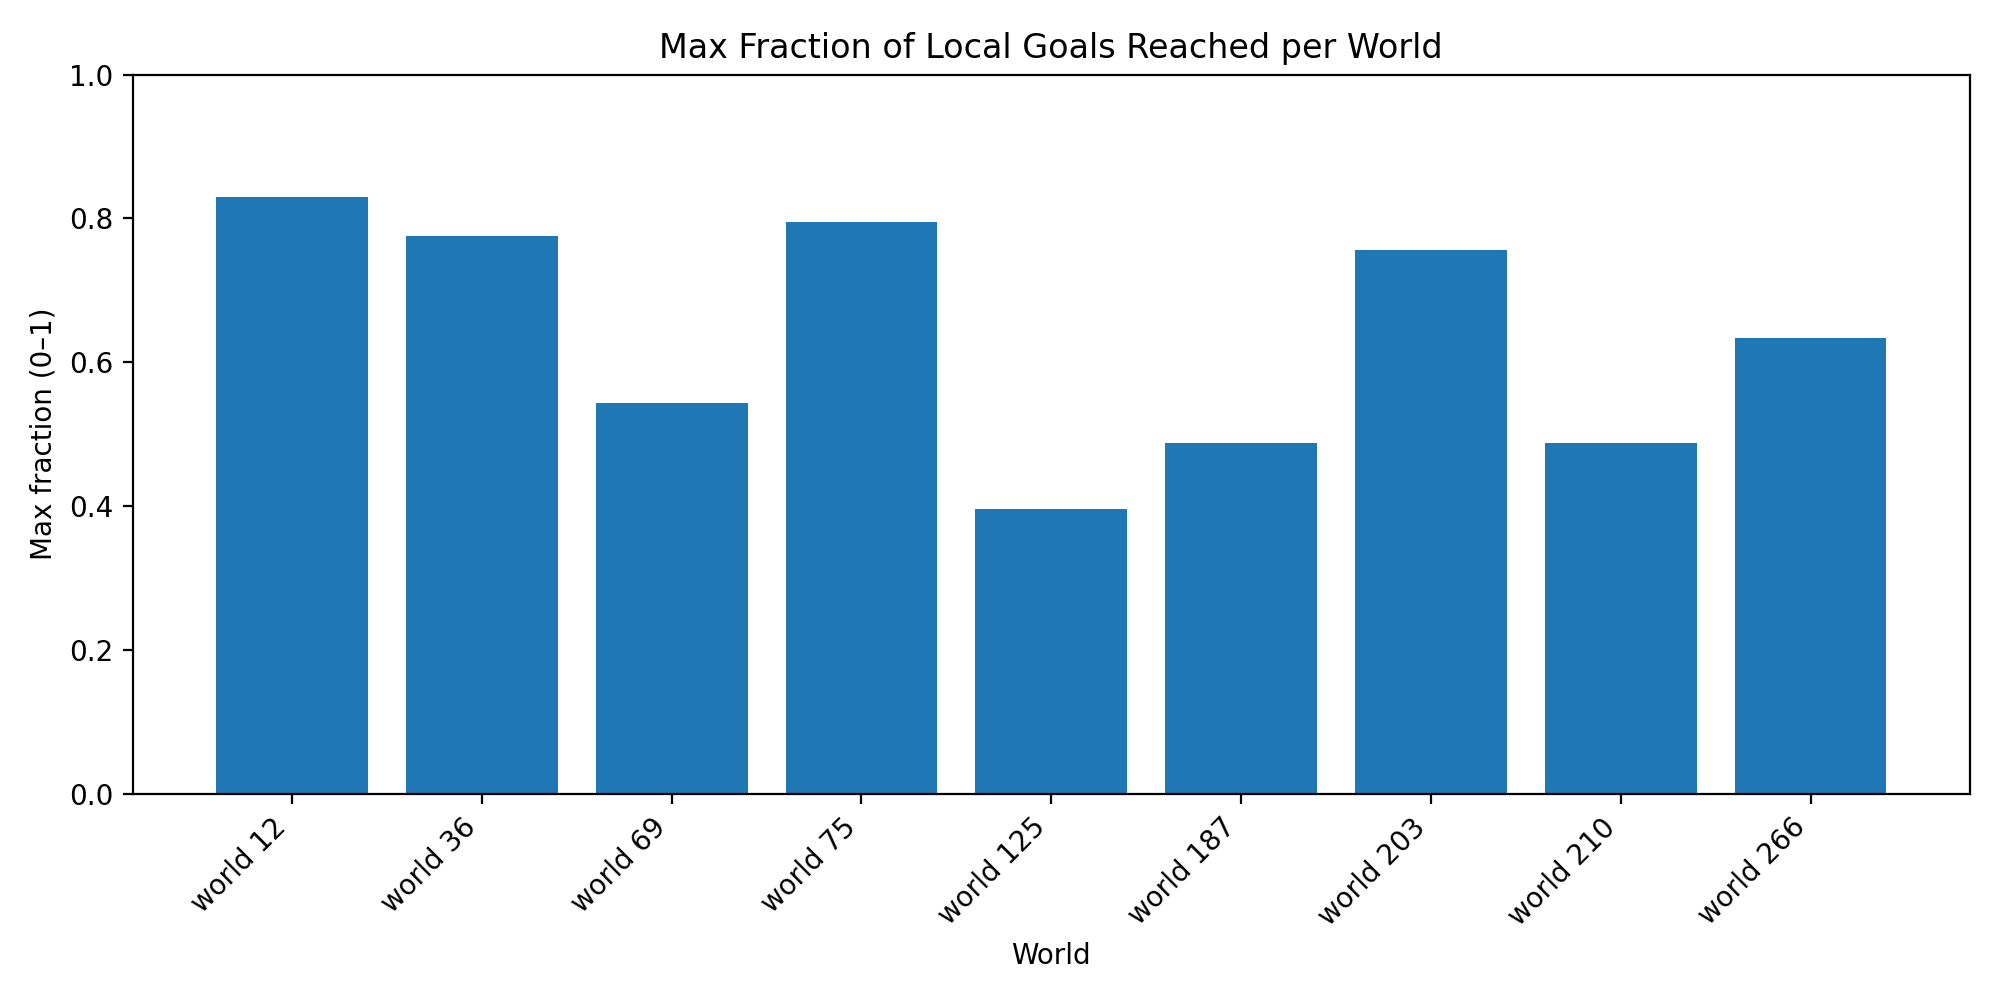 Max Fraction of Local Goals Reached per World
1.0
0.8
0.6
0.4
0.2
0.0
Max fraction (0–1)
world 12
world 36
world 69
world 75
world 125
world 187
world 203
world 210
world 266
World